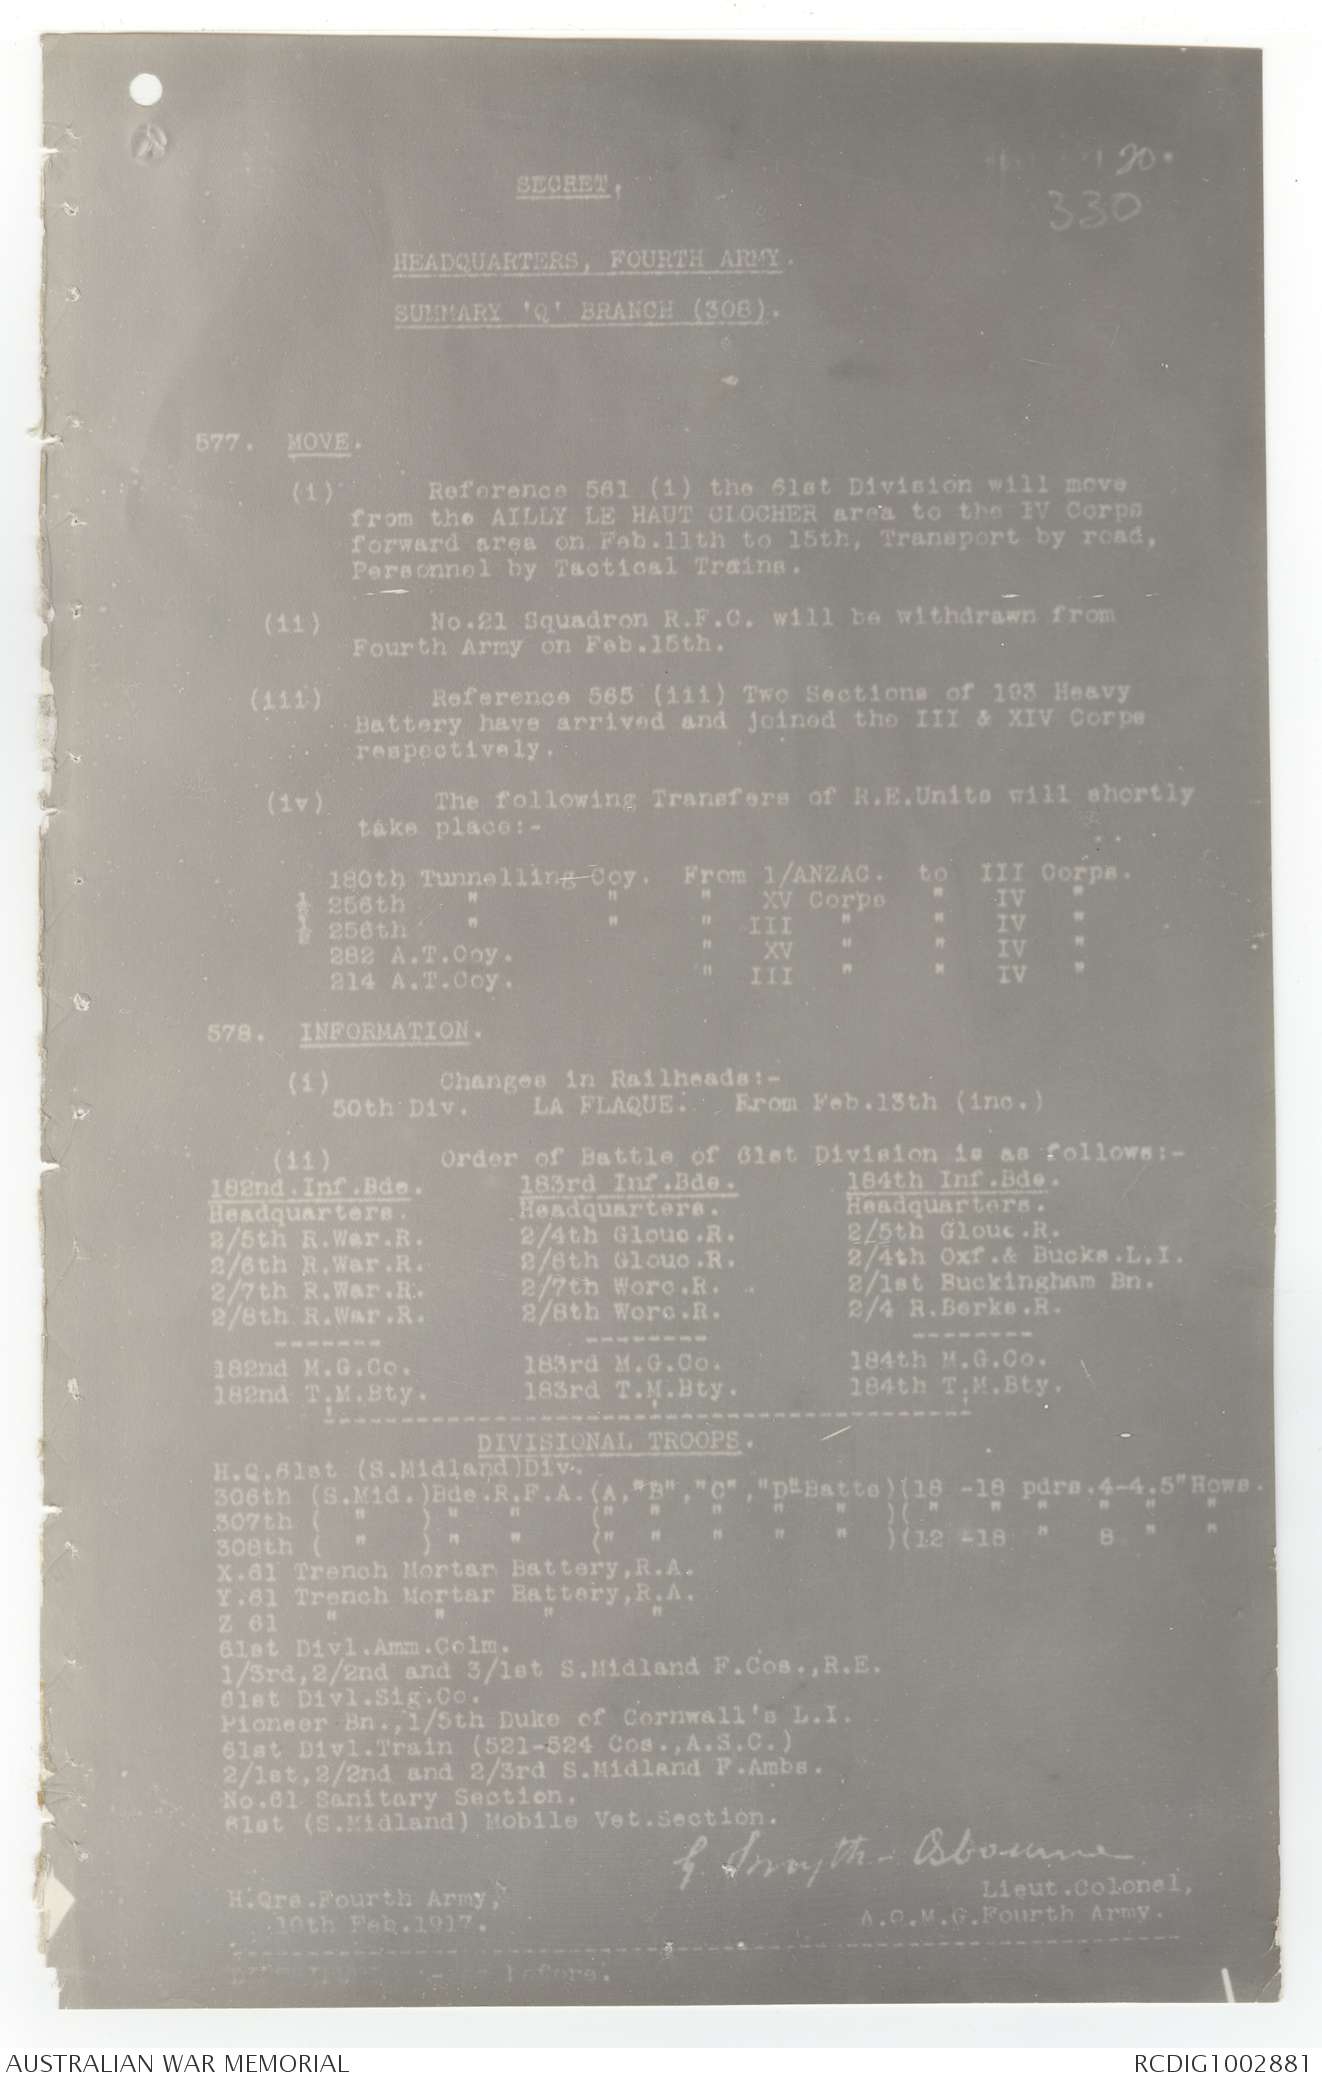 20.
330
SECRET,
HEADQUARTERS, FOURTH ARMY.
SUMMARY 'Q' BRANCH (308).
577. MOVE.
(i) Reference 561 (i) the 61st Division will move
from the AILLY LE HAUT CLOCHER area to the IV Corps
forward area on Feb.11th to 15th, Transport by road,
Personnel by Tactical Trains.
(ii) No.21 Squadron R.F.C. will be withdrawn from
Fourth Army on Feb.15th.
(iii) Reference 565 (iii) Two Sections of 193 Heavy
Battery have arrived and joined the III & XIV Corps
respectively.
(iv) The following Transfers of R.E.Units will shortly
take place:-
180th Tunnelling Coy. From 1/ANZAC. to III Corps.
½ 256th " " " XV Corps " IV "
½ 256th " " " III " " IV "
282 A.T.Coy. " XV " " IV "
214 A.T.Coy. " III " " IV "
578. INFORMATION.
(i) Changes in Railheads:-
50th Div. LA FLAQUE. From Feb.13th (inc.)
(ii) Order of Battle of 61st Division is as follows:-
182nd.Inf.Bde. 183rd Inf.Bde. 184th Inf.Bde.
Headquarters. Headquarters. Headquarters.
2/5th R.War.R. 2/4th Glouc.R. 2/5th Glouc.R.
2/6th R.War.R. 2/6th Glouc.R. 2/4th Oxf.& Bucks.L.I.
2/7th R.War.R. 2/7th Worc.R. 2/1st Buckingham Bn.
2/8th R.War.R. 2/8th Worc.R. 2/4 R.Berks.R.
------- -------- --------
182nd M.G.Co. 183rd M.G.Co. 184th M.G.Co.
182nd T.M.Bty. 183rd T.M.Bty. 184th T.M.Bty.
DIVISIONAL TROOPS.
H.Q.61st (S.Midland)Div.
306th (S.Mid.)Bde.R.F.A.(A,"B","C","D"Batts)(18 -18 pdrs.4-4.5"Hows.
307th ( " ) " " (" " " " " )( " " " " " "
308th ( " ) " " (" " " " " )(12 -18 " 8 " "
X.61 Trench Mortar Battery,R.A.
Y.61 Trench Mortar Battery,R.A.
Z 61 " " " "
61st Divl.Amm.Colm.
1/3rd,2/2nd and 3/1st S.Midland F.Cos.,R.E.
61st Divl.Sig.Co.
Pioneer Bn.,1/5th Duke of Cornwall's L.I.
61st Divl.Train (521-524 Cos.,A.S.C.)
2/1st,2/2nd and 2/3rd S.Midland F.Ambs.
No.61 Sanitary Section.
61st (S.Midland) Mobile Vet.Section.
G Forsyth-Osbourne
Lieut.Colonel,
H.Qrs.Fourth Army,
A.Q.M.G.Fourth Army.
10th Feb.1917.
before.
AUSTRALIAN WAR MEMORIAL RCDIG1002881